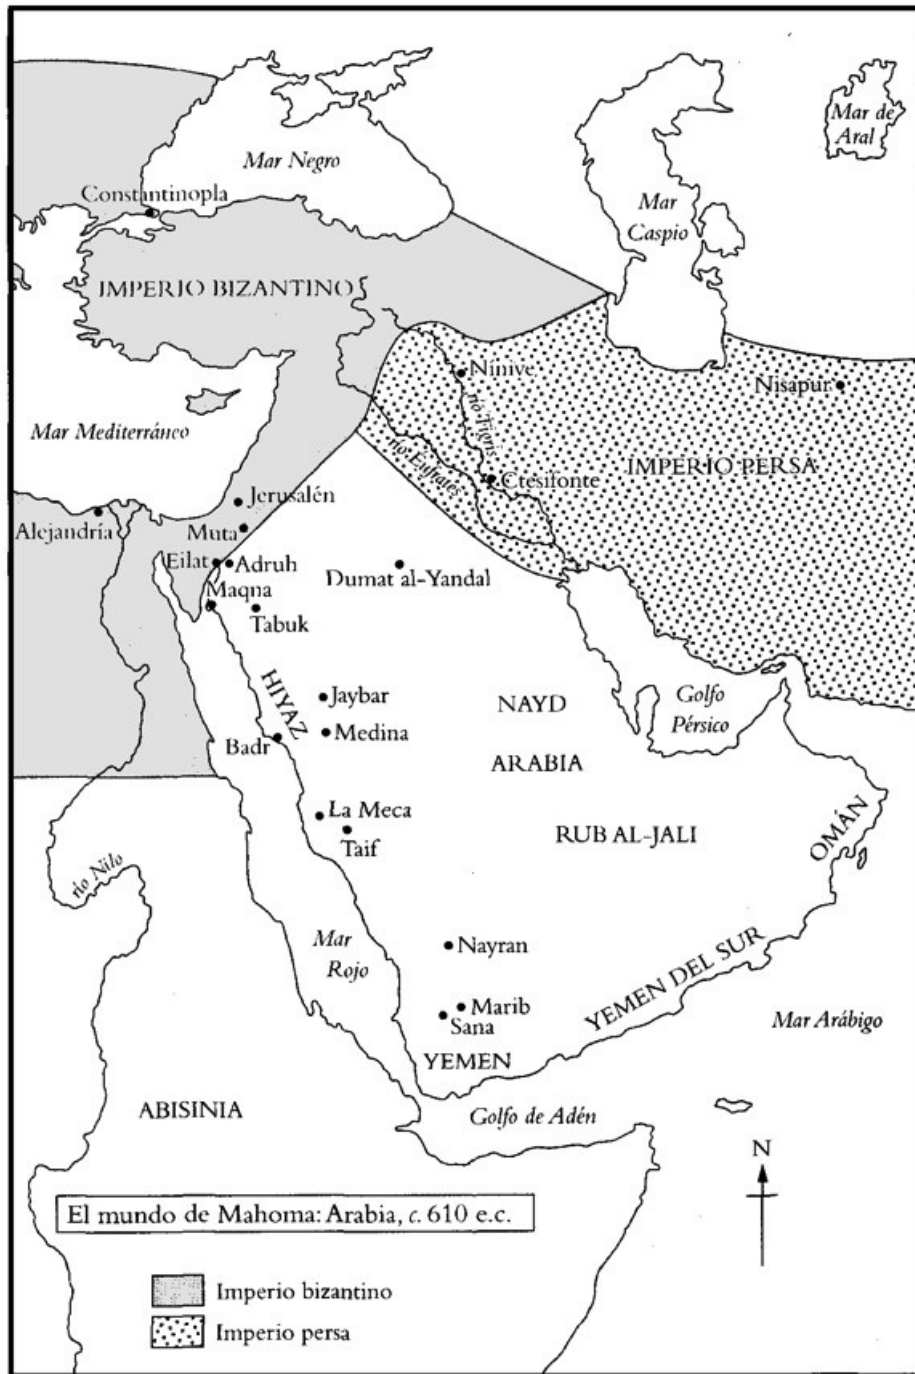 Mar de
Aral
Mar Negro
Mar
Caspio
Constantinopla
IMPERIO BIZANTINO
Nínive
Nisapur
río Tigris
Mar Mediterráneo
río Éufrates
IMPERIO PERSA
Ctesifonte
Jerusalén
Alejandría
Muta
Eilat
Adruh
Dumat al-Yandal
Maqna
Tabuk
HIYAZ
Jaybar
NAYD
Golfo
Pérsico
Medina
Badr
ARABIA
La Meca
Taif
RUB AL-JALI
OMÁN
río Nilo
Mar
Rojo
Nayran
YEMEN DEL SUR
Marib
Sana
Mar Arábigo
YEMEN
ABISINIA
Golfo de Adén
N
El mundo de Mahoma: Arabia, c. 610 e.c.
Imperio bizantino
Imperio persa